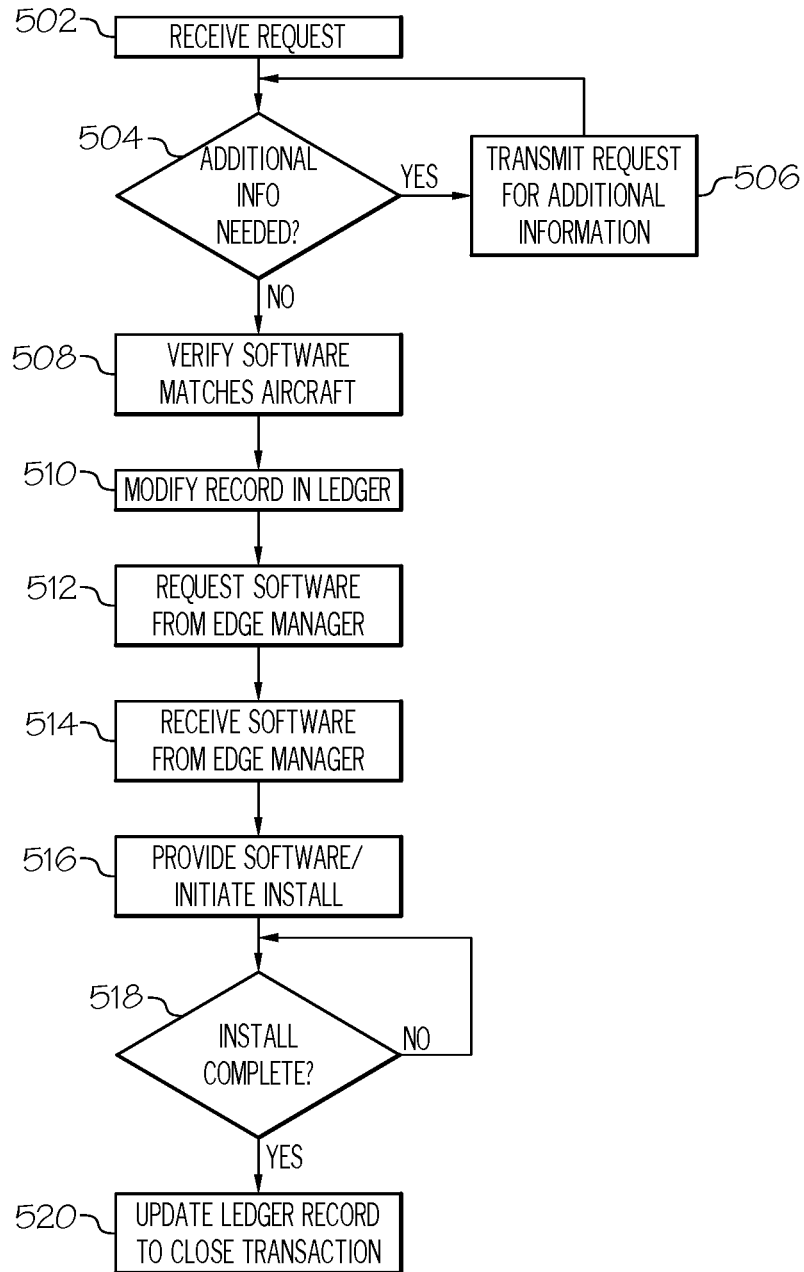 502
RECEIVE REQUEST
504
ADDITIONAL
INFO
NEEDED?
YES
TRANSMIT REQUEST
FOR ADDITIONAL
INFORMATION
506
NO
508
VERIFY SOFTWARE
MATCHES AIRCRAFT
510
MODIFY RECORD IN LEDGER
512
REQUEST SOFTWARE
FROM EDGE MANAGER
514
RECEIVE SOFTWARE
FROM EDGE MANAGER
516
PROVIDE SOFTWARE/
INITIATE INSTALL
518
INSTALL
COMPLETE?
NO
YES
520
UPDATE LEDGER RECORD
TO CLOSE TRANSACTION